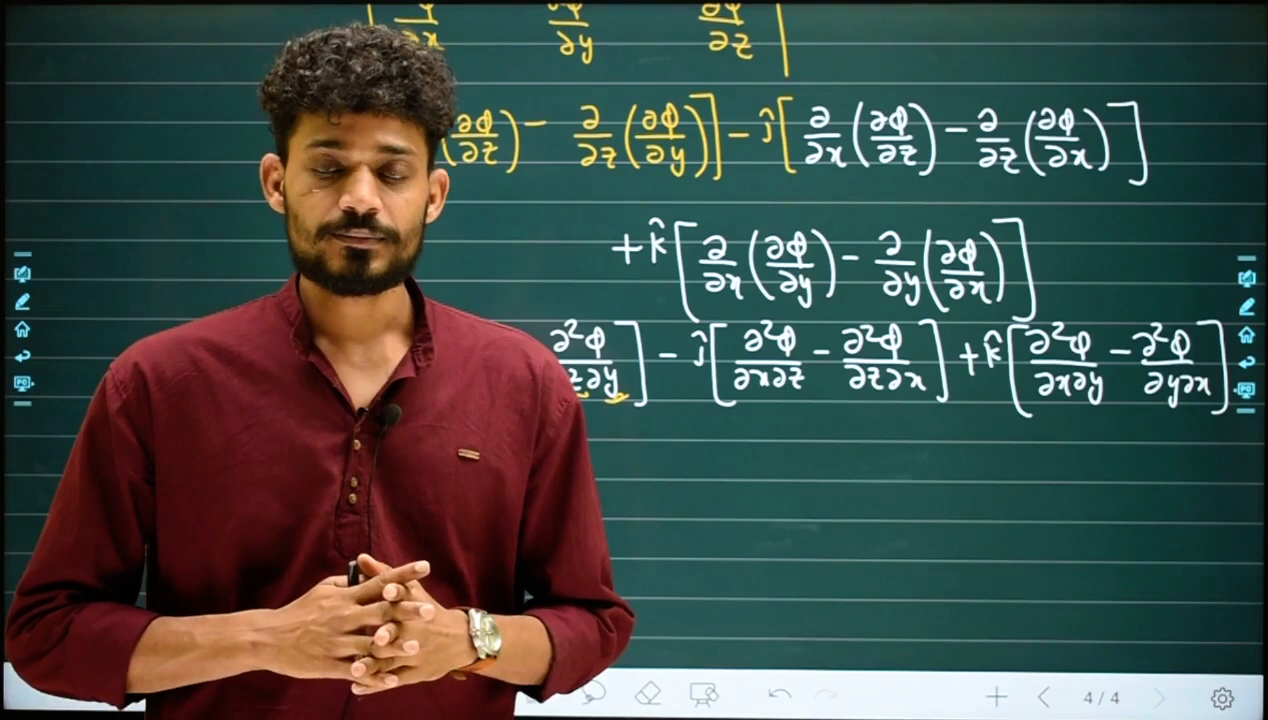 ∂x ∂φ/∂y ∂φ/∂z |
(∂φ/∂z) − ∂/∂z (∂φ/∂y)] − ĵ [∂/∂x (∂φ/∂z) − ∂/∂z (∂φ/∂x)]
+ k̂ [∂/∂x (∂φ/∂y) − ∂/∂y (∂φ/∂x)]
∂²φ/∂z∂y] − ĵ [∂²φ/∂x∂z − ∂²φ/∂z∂x] + k̂ [∂²φ/∂x∂y − ∂²φ/∂y∂x]
4 / 4